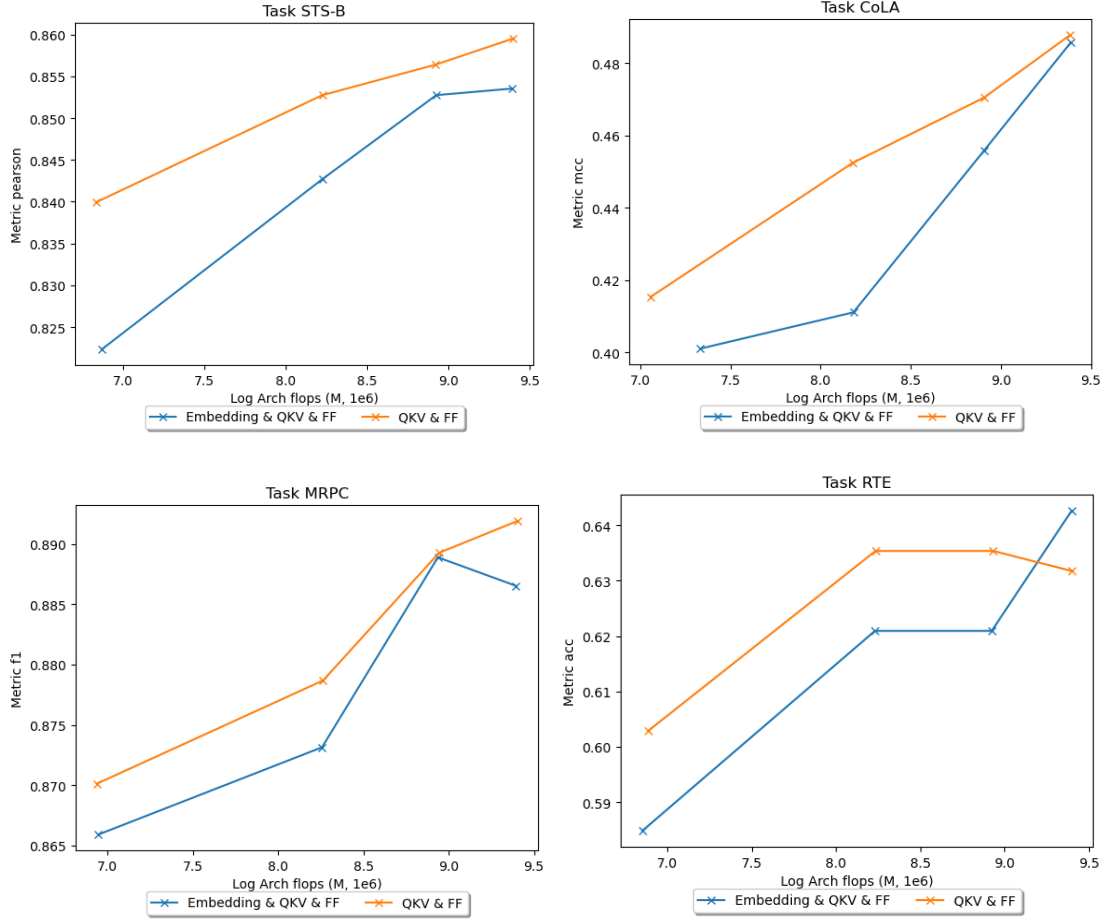 Task STS-B
Metric pearson
0.860
0.855
0.850
0.845
0.840
0.835
0.830
0.825
7.0 7.5 8.0 8.5 9.0 9.5
Log Arch flops (M, 1e6)
Embedding & QKV & FF QKV & FF
Task CoLA
Metric mcc
0.48
0.46
0.44
0.42
0.40
7.0 7.5 8.0 8.5 9.0 9.5
Log Arch flops (M, 1e6)
Embedding & QKV & FF QKV & FF
Task MRPC
Metric f1
0.890
0.885
0.880
0.875
0.870
0.865
7.0 7.5 8.0 8.5 9.0 9.5
Log Arch flops (M, 1e6)
Embedding & QKV & FF QKV & FF
Task RTE
Metric acc
0.64
0.63
0.62
0.61
0.60
0.59
7.0 7.5 8.0 8.5 9.0 9.5
Log Arch flops (M, 1e6)
Embedding & QKV & FF QKV & FF